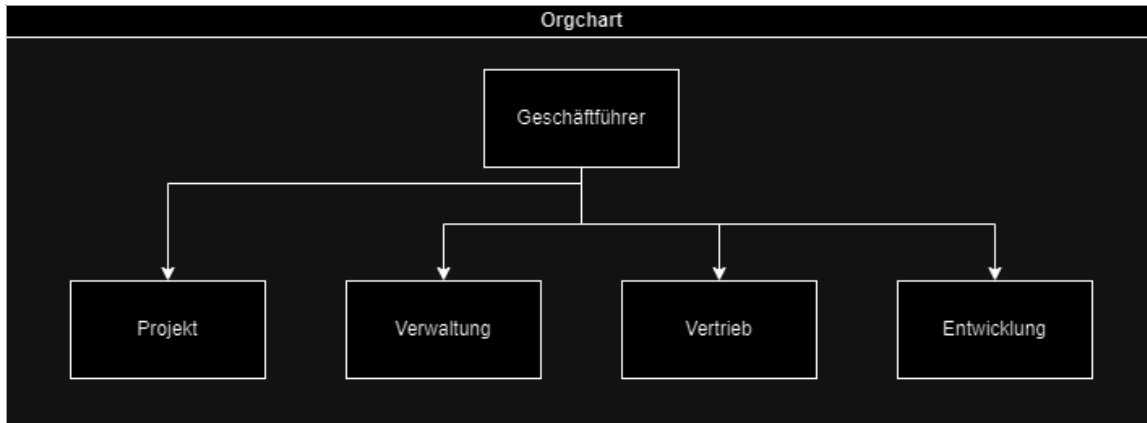 Orgchart
Geschäftführer
Projekt
Verwaltung
Vertrieb
Entwicklung